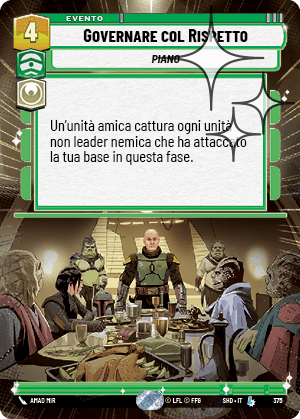 EVENTO
4
GOVERNARE COL RISPETTO
PIANO
Un'unità amica cattura ogni unità
non leader nemica che ha attaccato
la tua base in questa fase.
AMAD MIR
© LFL © FFG
SHD • IT
375